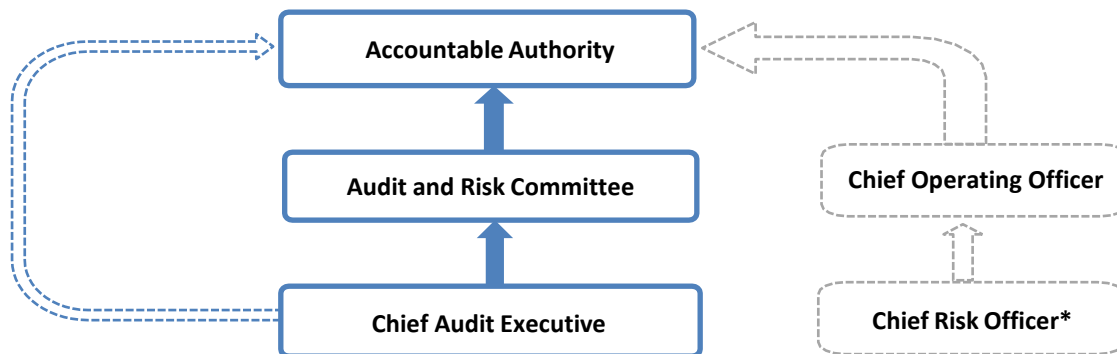 Accountable Authority
Audit and Risk Committee
Chief Operating Officer
Chief Audit Executive
Chief Risk Officer*